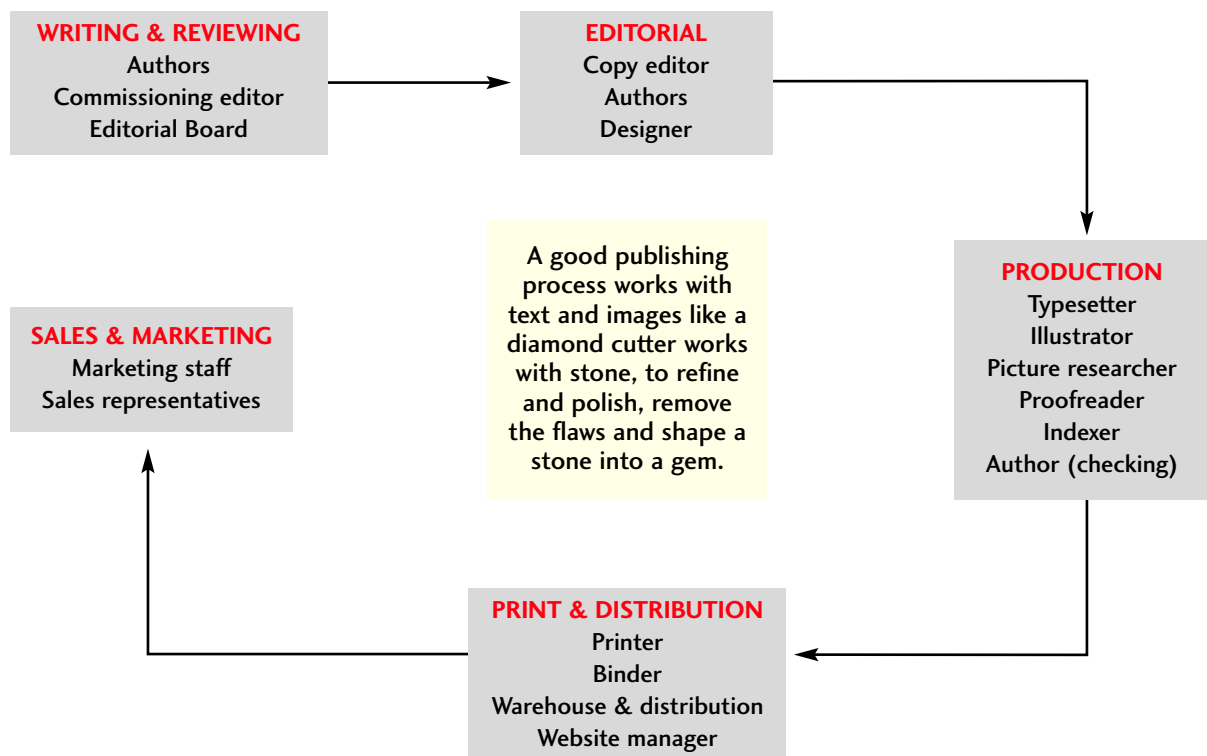 WRITING & REVIEWING
Authors
Commissioning editor
Editorial Board
EDITORIAL
Copy editor
Authors
Designer
PRODUCTION
Typesetter
Illustrator
Picture researcher
Proofreader
Indexer
Author (checking)
PRINT & DISTRIBUTION
Printer
Binder
Warehouse & distribution
Website manager
SALES & MARKETING
Marketing staff
Sales representatives
A good publishing
process works with
text and images like a
diamond cutter works
with stone, to refine
and polish, remove
the flaws and shape a
stone into a gem.